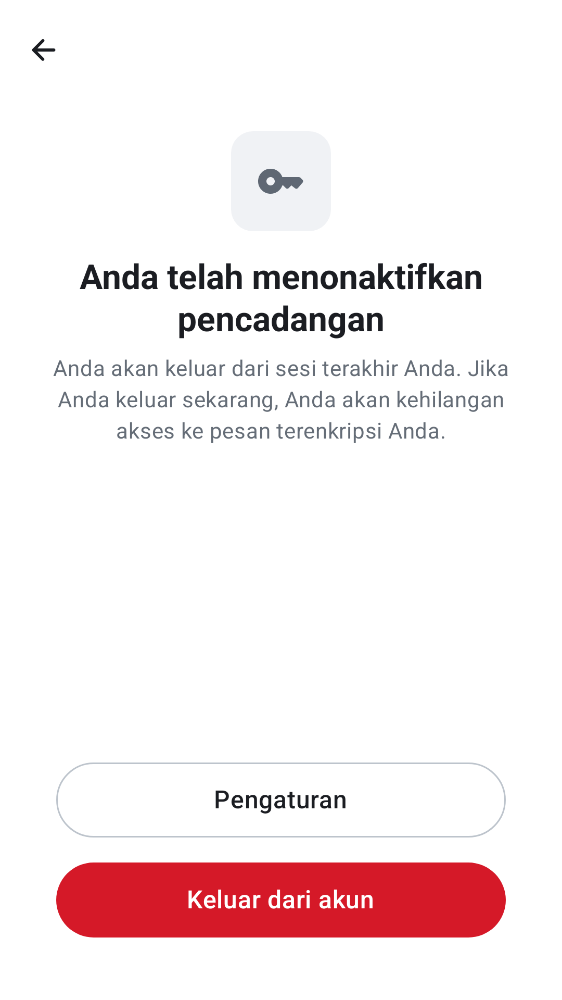 Anda telah menonaktifkan
pencadangan
Anda akan keluar dari sesi terakhir Anda. Jika
Anda keluar sekarang, Anda akan kehilangan
akses ke pesan terenkripsi Anda.
Pengaturan
Keluar dari akun